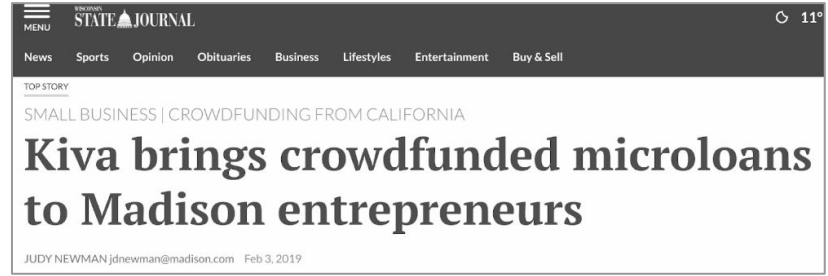 WISCONSIN
STATE JOURNAL
MENU
11°
News Sports Opinion Obituaries Business Lifestyles Entertainment Buy & Sell
TOP STORY
SMALL BUSINESS | CROWDFUNDING FROM CALIFORNIA
Kiva brings crowdfunded microloans
to Madison entrepreneurs
JUDY NEWMAN jdnewman@madison.com Feb 3, 2019